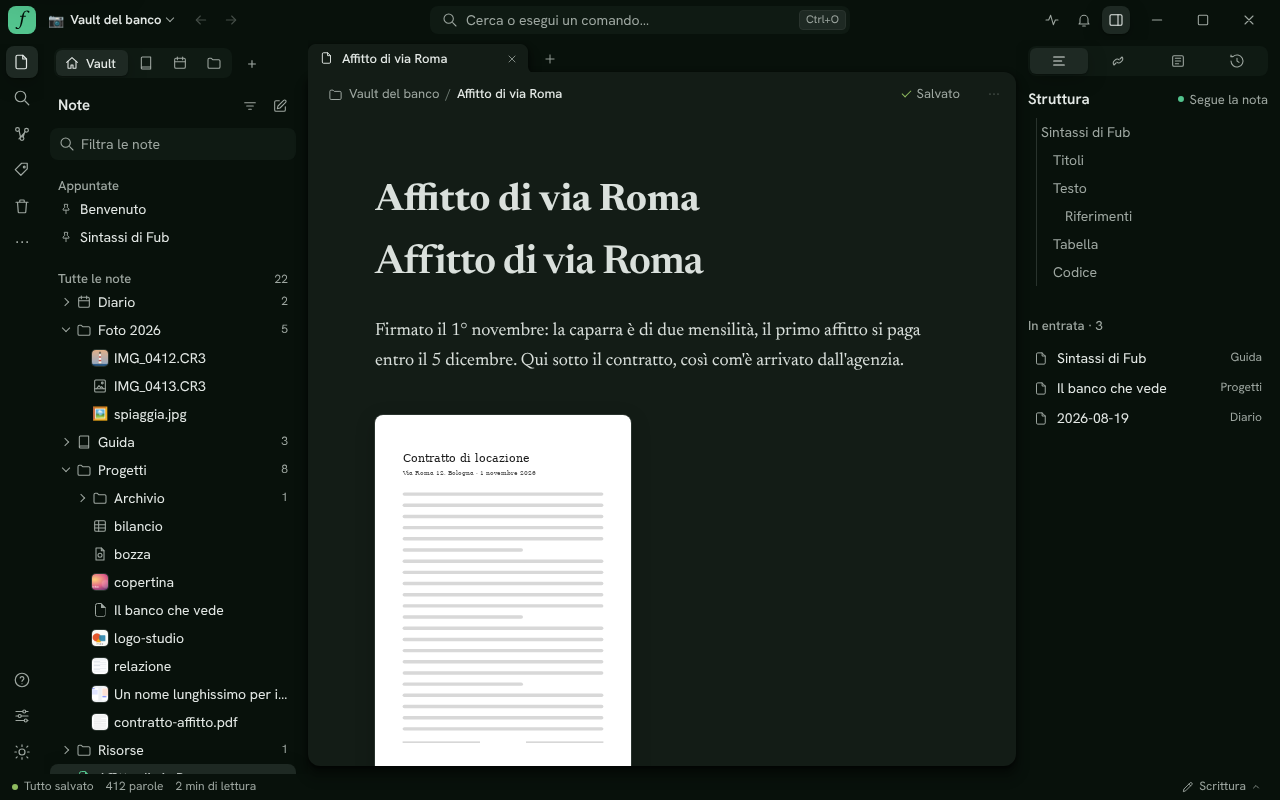 f
Vault del banco
Cerca o esegui un comando...
Ctrl+O
Vault
Affitto di via Roma
Note
Filtra le note
Appuntate
Benvenuto
Sintassi di Fub
Tutte le note 22
Diario 2
Foto 2026 5
IMG_0412.CR3
IMG_0413.CR3
spiaggia.jpg
Guida 3
Progetti 8
Archivio 1
bilancio
bozza
copertina
Il banco che vede
logo-studio
relazione
Un nome lunghissimo per i...
contratto-affitto.pdf
Risorse 1
Vault del banco / Affitto di via Roma
Salvato
Affitto di via Roma
Affitto di via Roma
Firmato il 1° novembre: la caparra è di due mensilità, il primo affitto si paga
entro il 5 dicembre. Qui sotto il contratto, così com'è arrivato dall'agenzia.
Contratto di locazione
Via Roma 12, Bologna - 1 novembre 2026
Struttura
Segue la nota
Sintassi di Fub
Titoli
Testo
Riferimenti
Tabella
Codice
In entrata · 3
Sintassi di Fub Guida
Il banco che vede Progetti
2026-08-19 Diario
Tutto salvato 412 parole 2 min di lettura
Scrittura